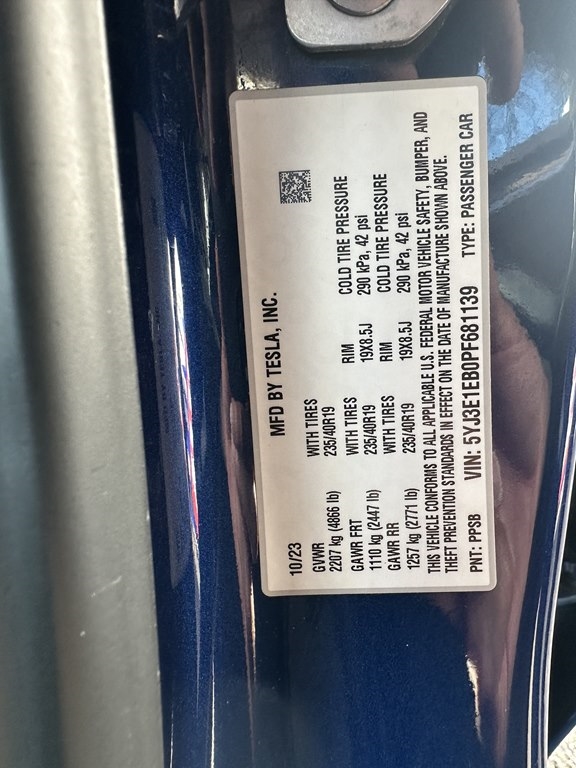 MFD BY TESLA, INC.
10/23
GVWR
2207 kg (4866 lb)
WITH TIRES
235/40R19
GAWR FRT WITH TIRES RIM COLD TIRE PRESSURE
1110 kg (2447 lb) 235/40R19 19X8.5J 290 kPa, 42 psi
GAWR RR WITH TIRES RIM COLD TIRE PRESSURE
1257 kg (2771 lb) 235/40R19 19X8.5J 290 kPa, 42 psi
THIS VEHICLE CONFORMS TO ALL APPLICABLE U.S. FEDERAL MOTOR VEHICLE SAFETY, BUMPER, AND
THEFT PREVENTION STANDARDS IN EFFECT ON THE DATE OF MANUFACTURE SHOWN ABOVE.
PNT: PPSB VIN: 5YJ3E1EB0PF681139 TYPE: PASSENGER CAR